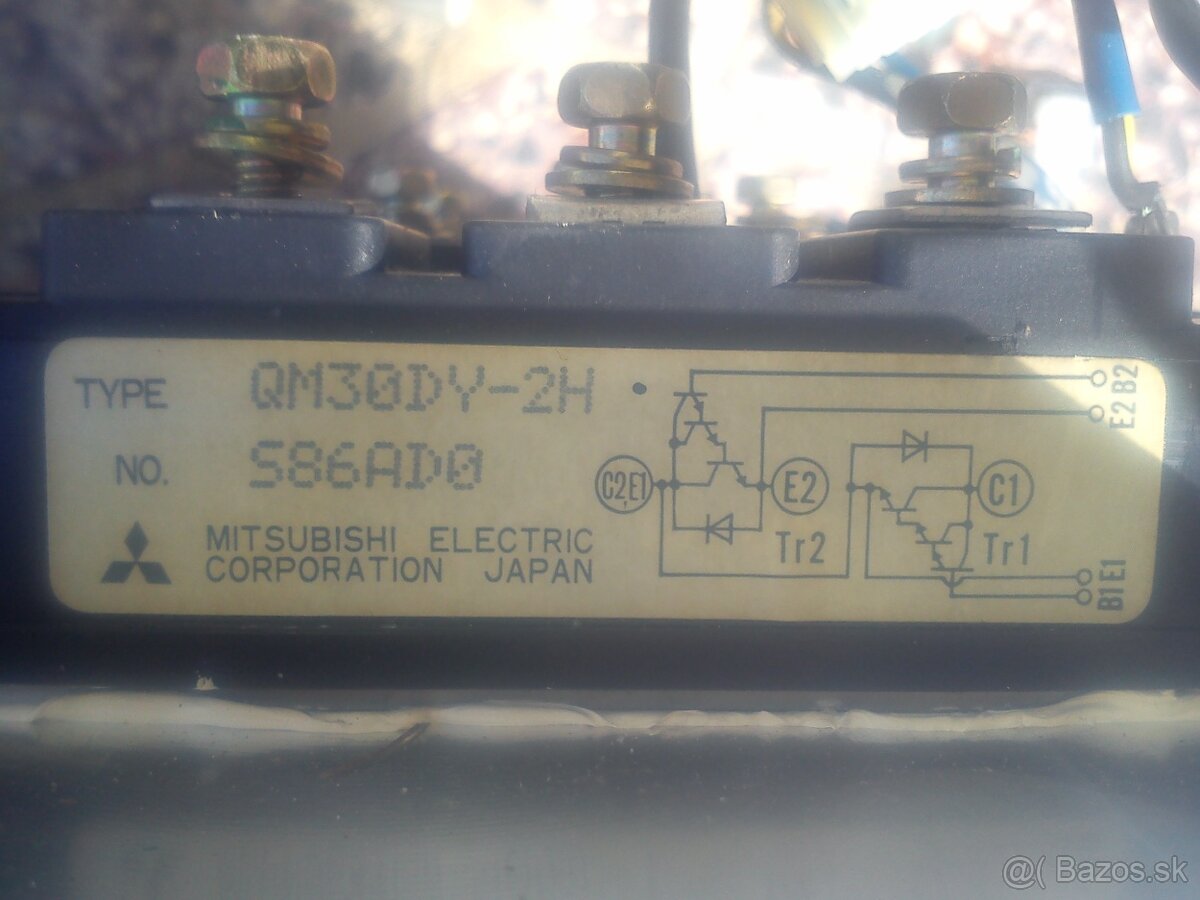 TYPE QM30DY-2H
NO. S86AD0
MITSUBISHI ELECTRIC
CORPORATION JAPAN
B2
E2
C2E1
E2
C1
Tr2
Tr1
E1
B1
@( Bazos.sk